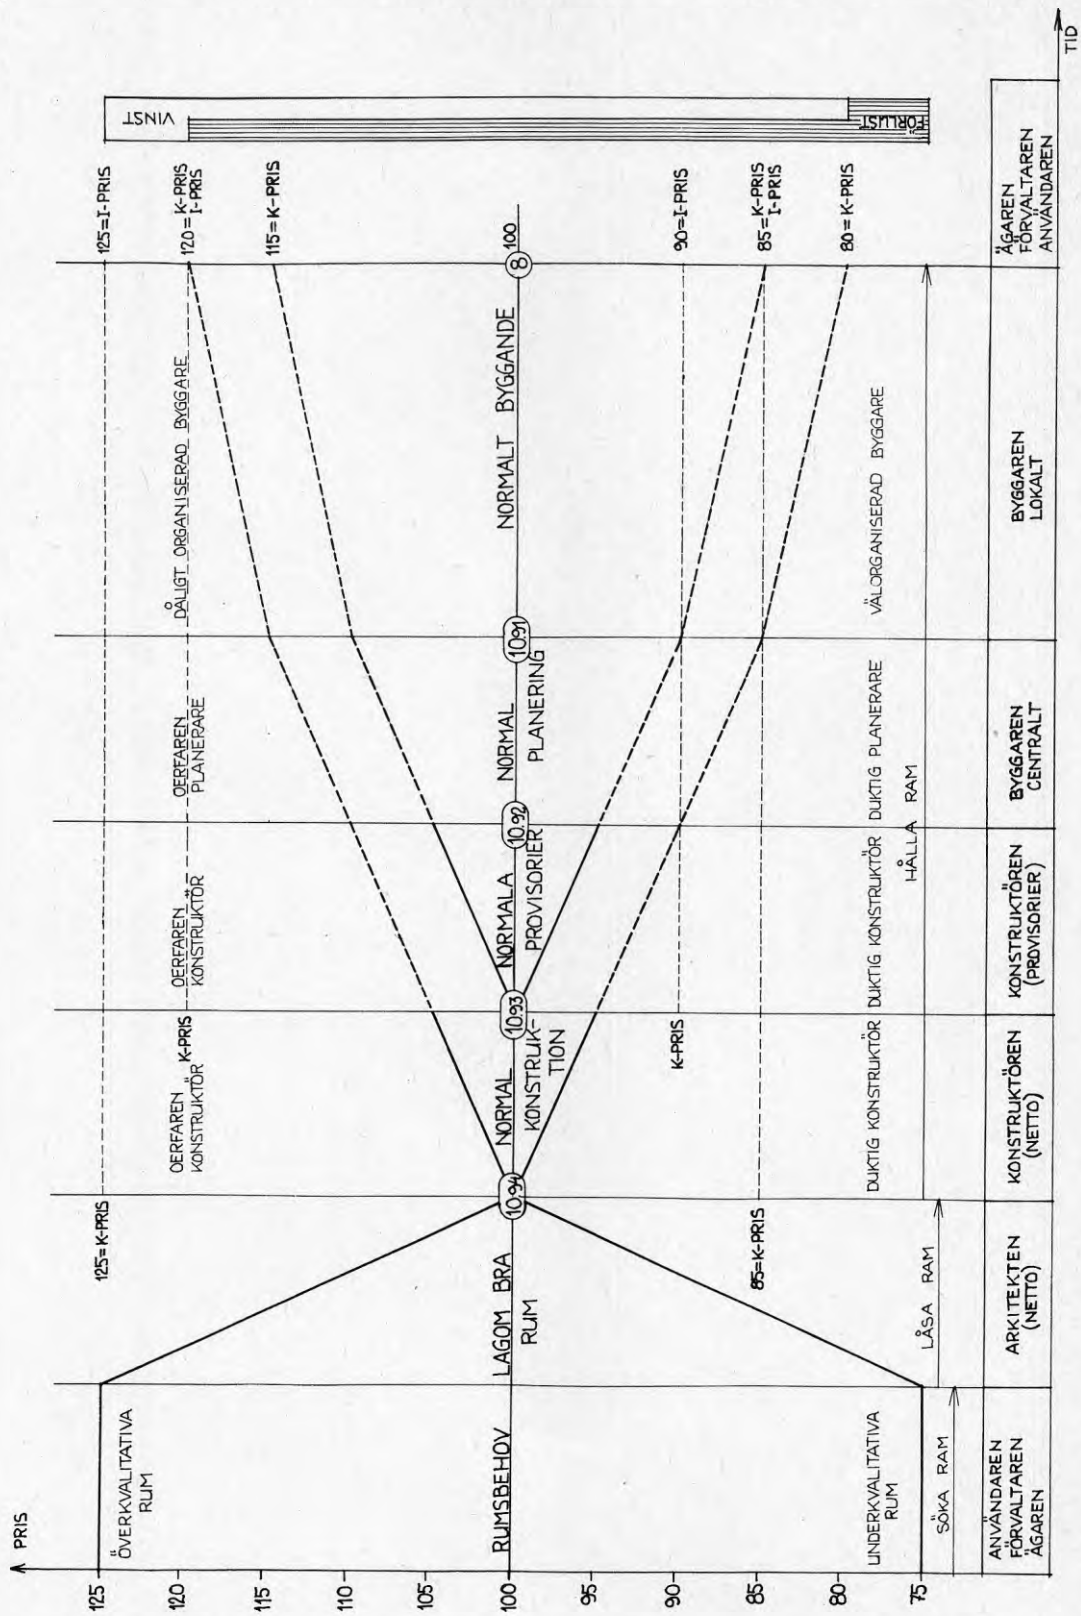 PRIS
125
120
115
110
105
100
95
90
85
80
75
ÖVERKVALITATIVA
RUM
RUMSBEHOV
UNDERKVALITATIVA
RUM
SÖKA RAM
ANVÄNDAREN
FÖRVALTAREN
ÄGAREN
125=K-PRIS
LAGOM BRA
RUM
85=K-PRIS
LÅSA RAM
ARKITEKTEN
(NETTO)
10.94
OERFAREN
KONSTRUKTÖR
K-PRIS
NORMAL
KONSTRUK-
TION
K-PRIS
DUKTIG KONSTRUKTÖR
KONSTRUKTÖREN
(NETTO)
10.93
OERFAREN
KONSTRUKTÖR
NORMALA
PROVISORIER
DUKTIG KONSTRUKTÖR
HÅLLA RAM
KONSTRUKTÖREN
(PROVISORIER)
10.92
OERFAREN
PLANERARE
NORMAL
PLANERING
DUKTIG PLANERARE
BYGGAREN
CENTRALT
10.91
DÅLIGT ORGANISERAD BYGGARE
NORMALT BYGGANDE
VÄLORGANISERAD BYGGARE
BYGGAREN
LOKALT
8
125=I-PRIS
120=K-PRIS
I-PRIS
115=K-PRIS
100
90=I-PRIS
85=K-PRIS
I-PRIS
80=K-PRIS
ÄGAREN
FÖRVALTAREN
ANVÄNDAREN
VINST
FÖRLUST
TID